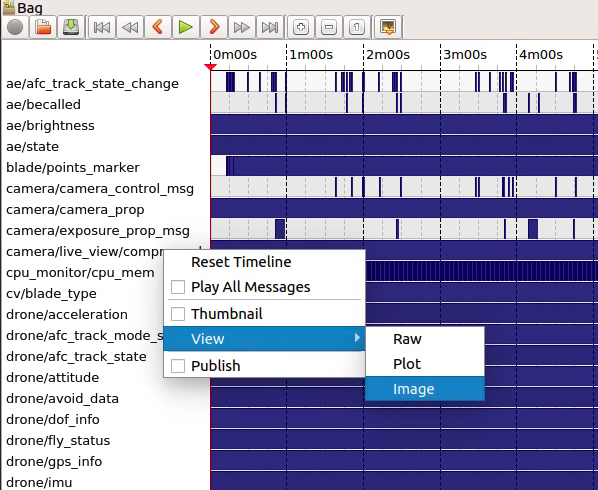 Bag
0m00s 1m00s 2m00s 3m00s 4m00s
ae/afc_track_state_change
ae/becalled
ae/brightness
ae/state
blade/points_marker
camera/camera_control_msg
camera/camera_prop
camera/exposure_prop_msg
camera/live_view/compr
cpu_monitor/cpu_mem
cv/blade_type
drone/acceleration
drone/afc_track_mode_s
drone/afc_track_state
drone/attitude
drone/avoid_data
drone/dof_info
drone/fly_status
drone/gps_info
drone/imu
Reset Timeline
Play All Messages
Thumbnail
View
Publish
Raw
Plot
Image